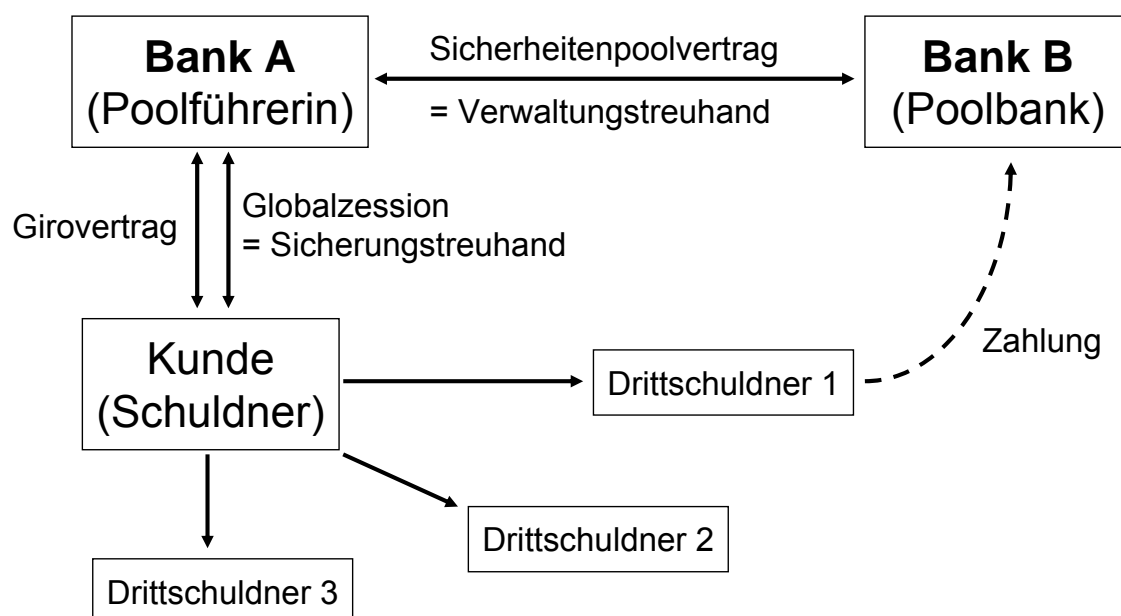 Bank A
(Poolführerin)
Sicherheitenpoolvertrag
= Verwaltungstreuhand
Bank B
(Poolbank)
Girovertrag
Globalzession
= Sicherungstreuhand
Zahlung
Kunde
(Schuldner)
Drittschuldner 1
Drittschuldner 2
Drittschuldner 3